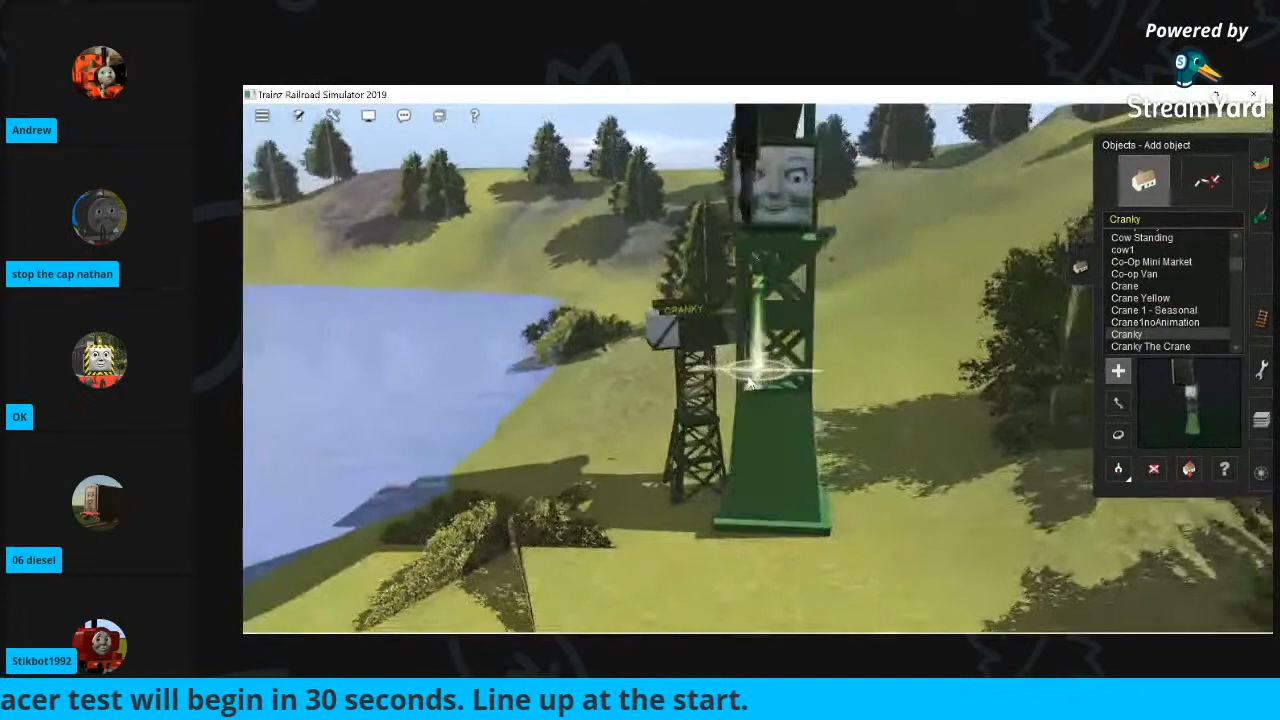 Powered by
StreamYard
Andrew
stop the cap nathan
OK
06 diesel
Stikbot1992
Trainz Railroad Simulator 2019
CRANKY
Objects - Add object
Cranky
Cow Standing
cow1
Co-Op Mini Market
Co-op Van
Crane
Crane Yellow
Crane 1 - Seasonal
Crane1noAnimation
Cranky
Cranky The Crane
acer test will begin in 30 seconds. Line up at the start.